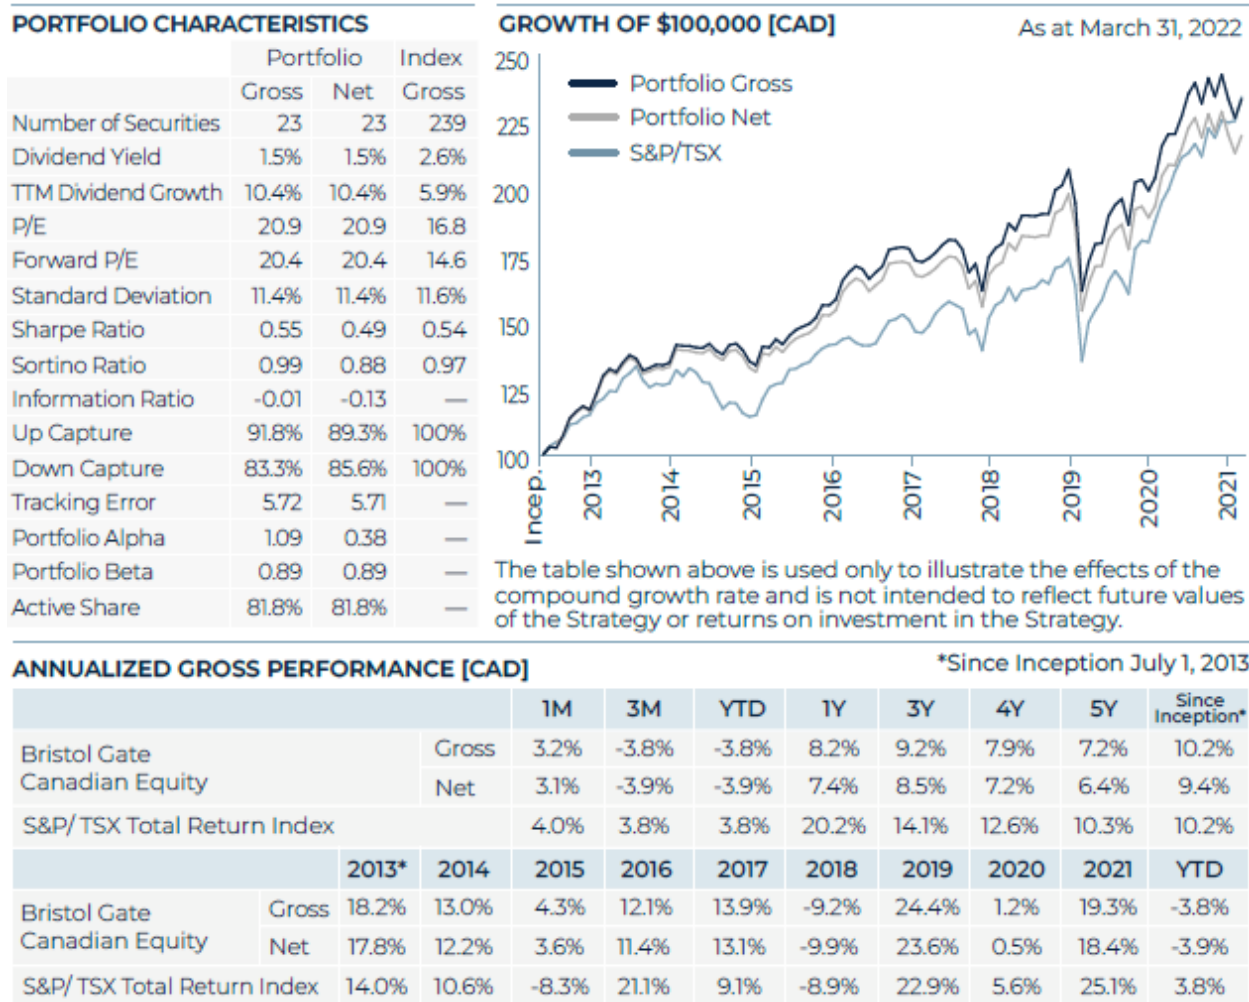 PORTFOLIO CHARACTERISTICS
Portfolio Index
Gross Net Gross
Number of Securities 23 23 239
Dividend Yield 1.5% 1.5% 2.6%
TTM Dividend Growth 10.4% 10.4% 5.9%
P/E 20.9 20.9 16.8
Forward P/E 20.4 20.4 14.6
Standard Deviation 11.4% 11.4% 11.6%
Sharpe Ratio 0.55 0.49 0.54
Sortino Ratio 0.99 0.88 0.97
Information Ratio -0.01 -0.13 —
Up Capture 91.8% 89.3% 100%
Down Capture 83.3% 85.6% 100%
Tracking Error 5.72 5.71 —
Portfolio Alpha 1.09 0.38 —
Portfolio Beta 0.89 0.89 —
Active Share 81.8% 81.8% —
GROWTH OF $100,000 [CAD] As at March 31, 2022
Portfolio Gross
Portfolio Net
S&P/TSX
250
225
200
175
150
125
100
Incep. 2013 2014 2015 2016 2017 2018 2019 2020 2021
The table shown above is used only to illustrate the effects of the
compound growth rate and is not intended to reflect future values
of the Strategy or returns on investment in the Strategy.
ANNUALIZED GROSS PERFORMANCE [CAD] *Since Inception July 1, 2013
1M 3M YTD 1Y 3Y 4Y 5Y Since Inception*
Bristol Gate
Canadian Equity
Gross 3.2% -3.8% -3.8% 8.2% 9.2% 7.9% 7.2% 10.2%
Net 3.1% -3.9% -3.9% 7.4% 8.5% 7.2% 6.4% 9.4%
S&P/ TSX Total Return Index 4.0% 3.8% 3.8% 20.2% 14.1% 12.6% 10.3% 10.2%
2013* 2014 2015 2016 2017 2018 2019 2020 2021 YTD
Bristol Gate
Canadian Equity
Gross 18.2% 13.0% 4.3% 12.1% 13.9% -9.2% 24.4% 1.2% 19.3% -3.8%
Net 17.8% 12.2% 3.6% 11.4% 13.1% -9.9% 23.6% 0.5% 18.4% -3.9%
S&P/ TSX Total Return Index 14.0% 10.6% -8.3% 21.1% 9.1% -8.9% 22.9% 5.6% 25.1% 3.8%